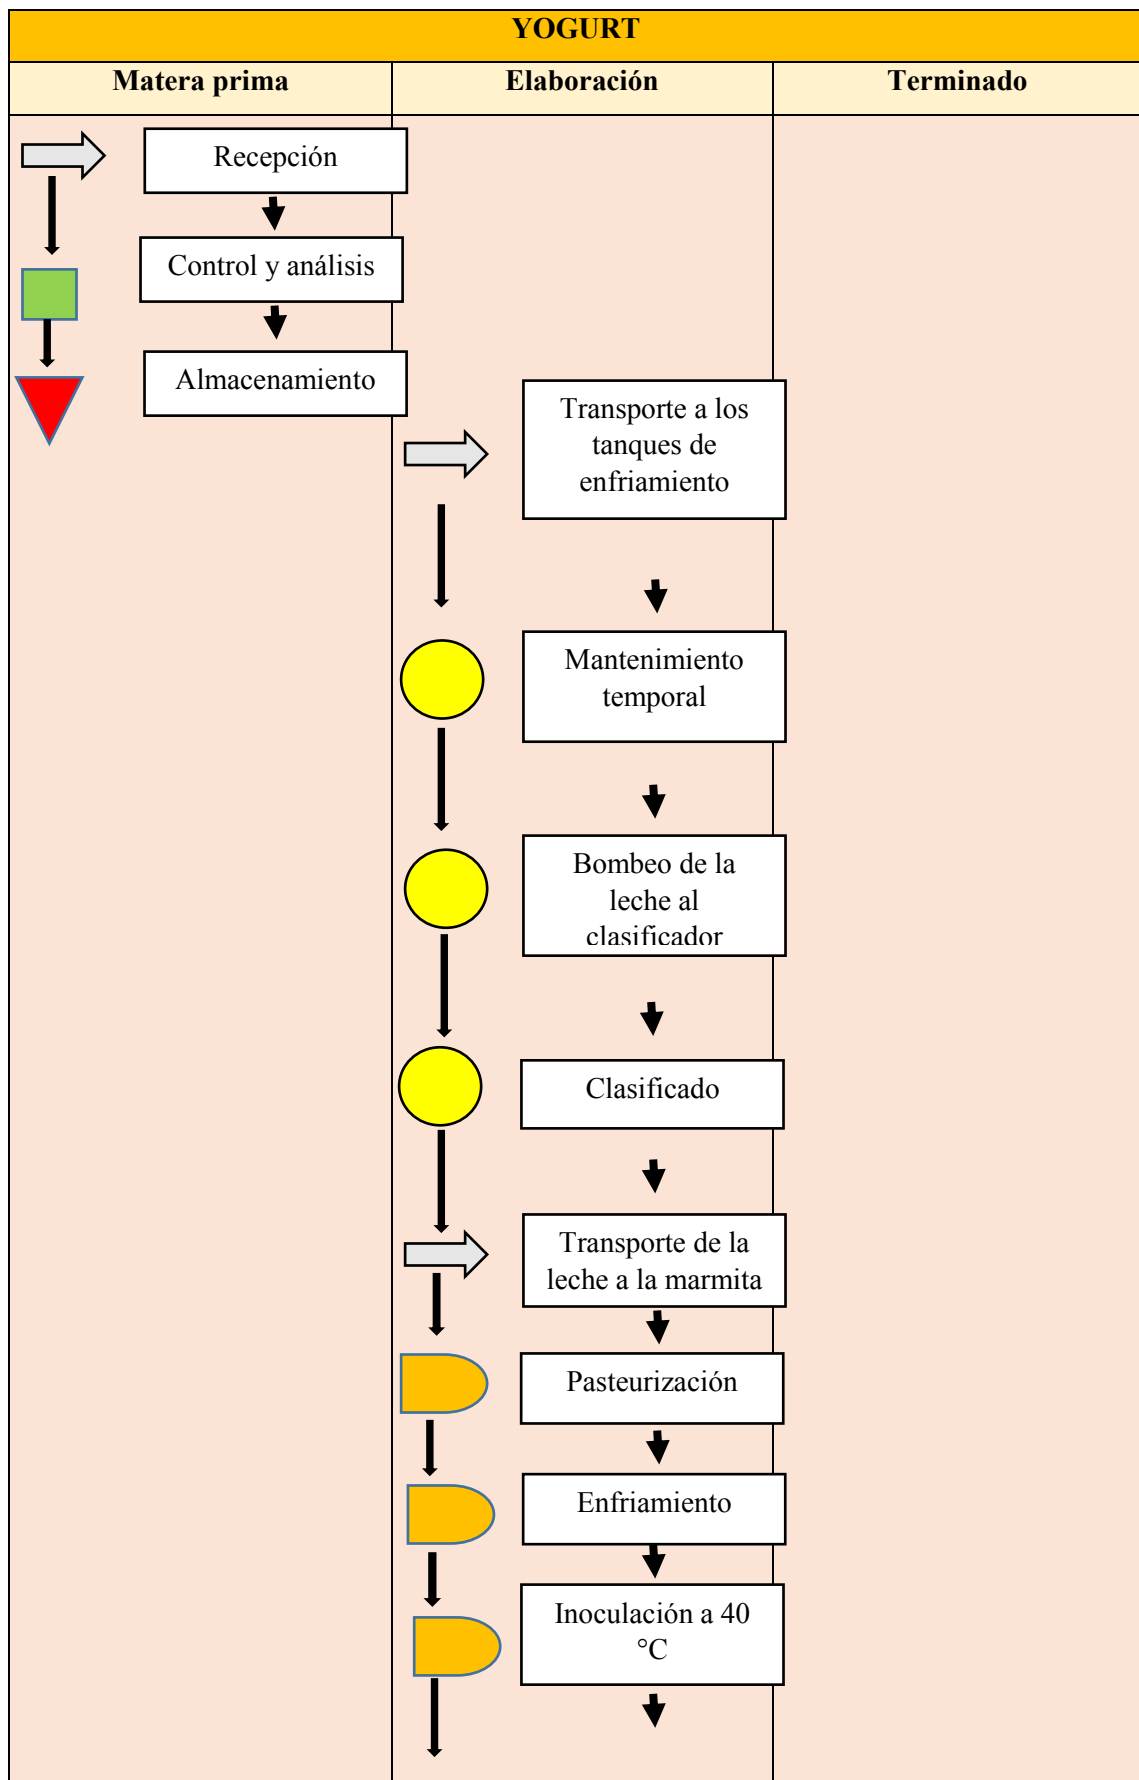 YOGURT
Matera prima
Elaboración
Terminado
Recepción
Control y análisis
Almacenamiento
Transporte a los
tanques de
enfriamiento
Mantenimiento
temporal
Bombeo de la
leche al
clasificador
Clasificado
Transporte de la
leche a la marmita
Pasteurización
Enfriamiento
Inoculación a 40
°C